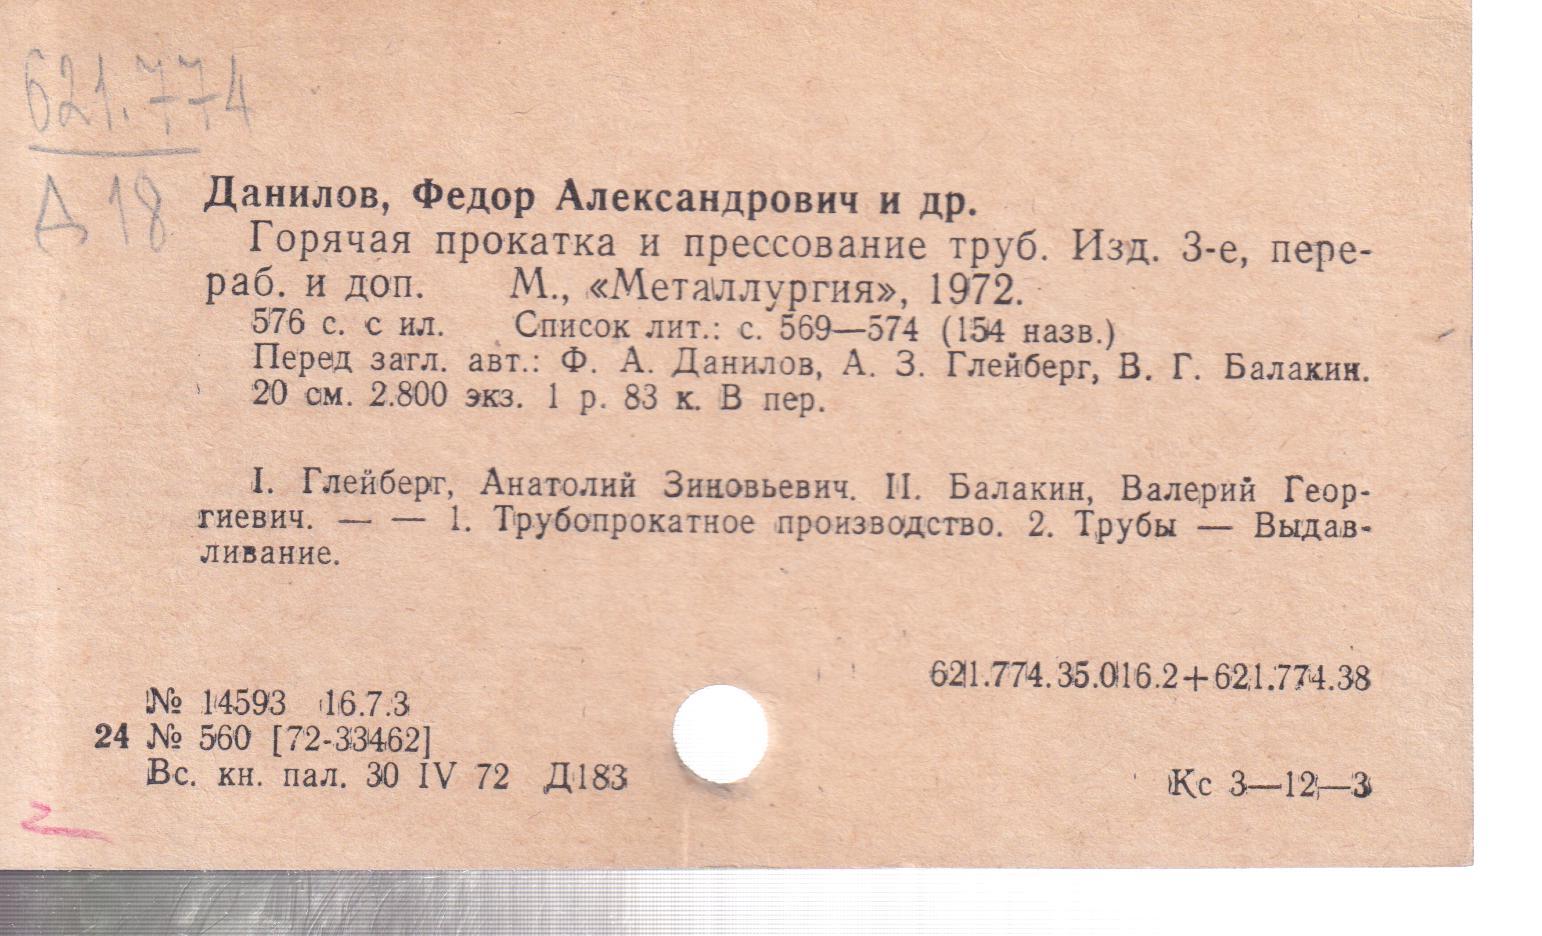 621.774
Д 18
Данилов, Федор Александрович и др.
Горячая прокатка и прессование труб. Изд. 3-е, пере-
раб. и доп. М., «Металлургия», 1972.
576 с. с ил. Список лит.: с. 569—574 (154 назв.)
Перед загл. авт.: Ф. А. Данилов, А. З. Глейберг, В. Г. Балакин.
20 см. 2.800 экз. 1 р. 83 к. В пер.
I. Глейберг, Анатолий Зиновьевич. II. Балакин, Валерий Геор-
гиевич. — — 1. Трубопрокатное производство. 2. Трубы — Выдав-
ливание.
621.774.35.016.2+621.774.38
№ 14593 16.7.3
24 № 560 [72-33462]
Вс. кн. пал. 30 IV 72 Д183
Кс 3—12—3